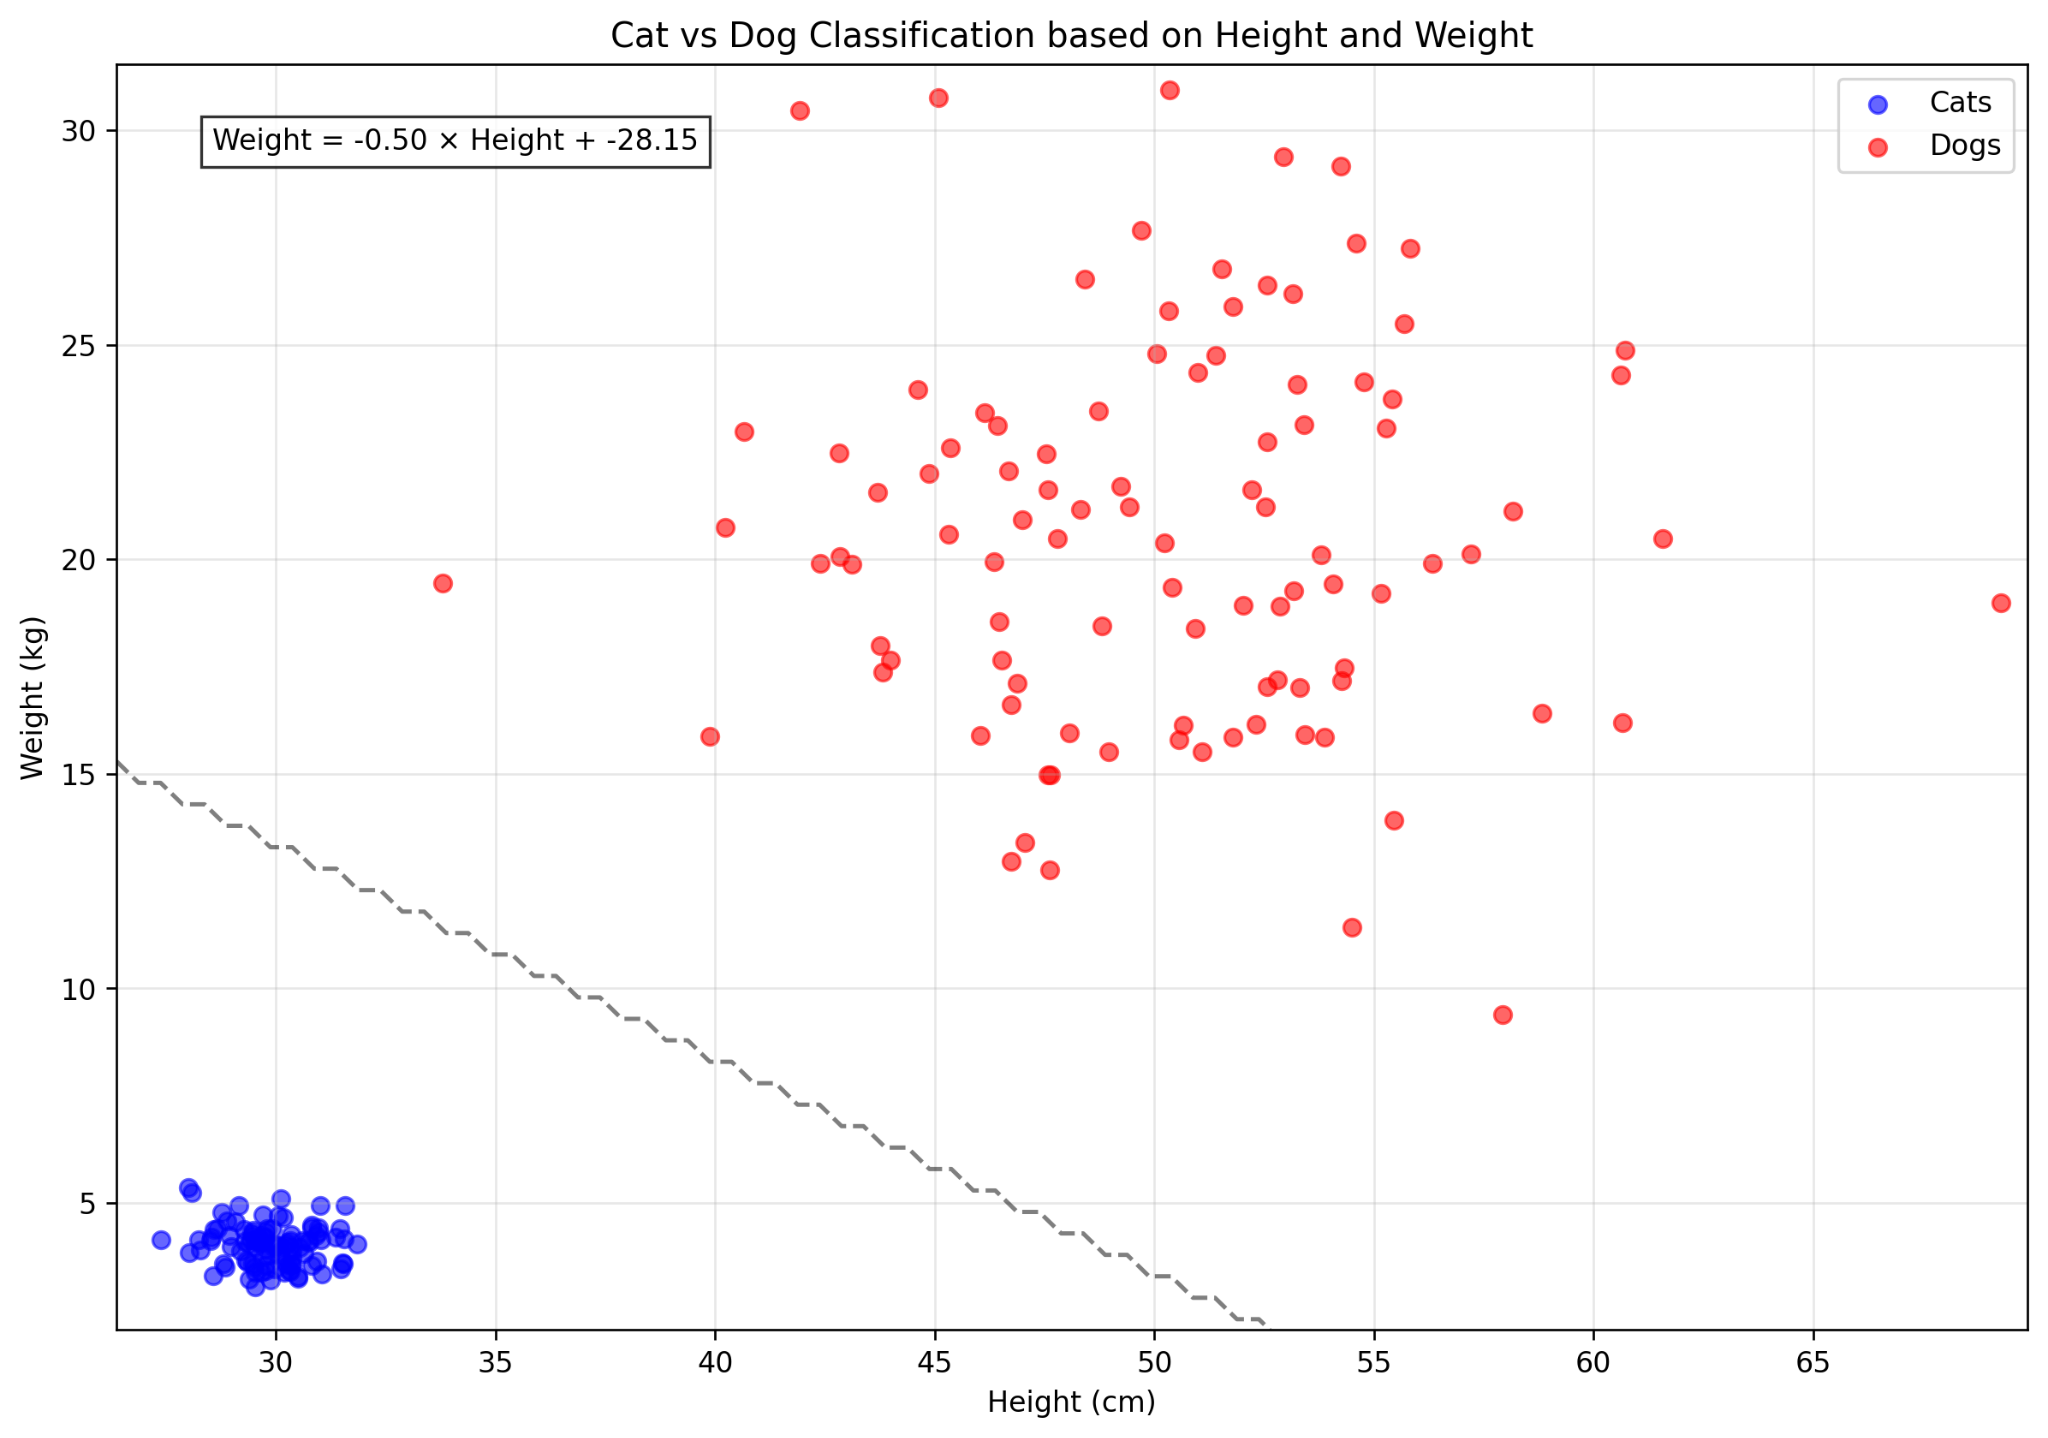 Cat vs Dog Classification based on Height and Weight
Weight = -0.50 × Height + -28.15
Cats
Dogs
30
25
20
15
10
5
Weight (kg)
30 35 40 45 50 55 60 65
Height (cm)